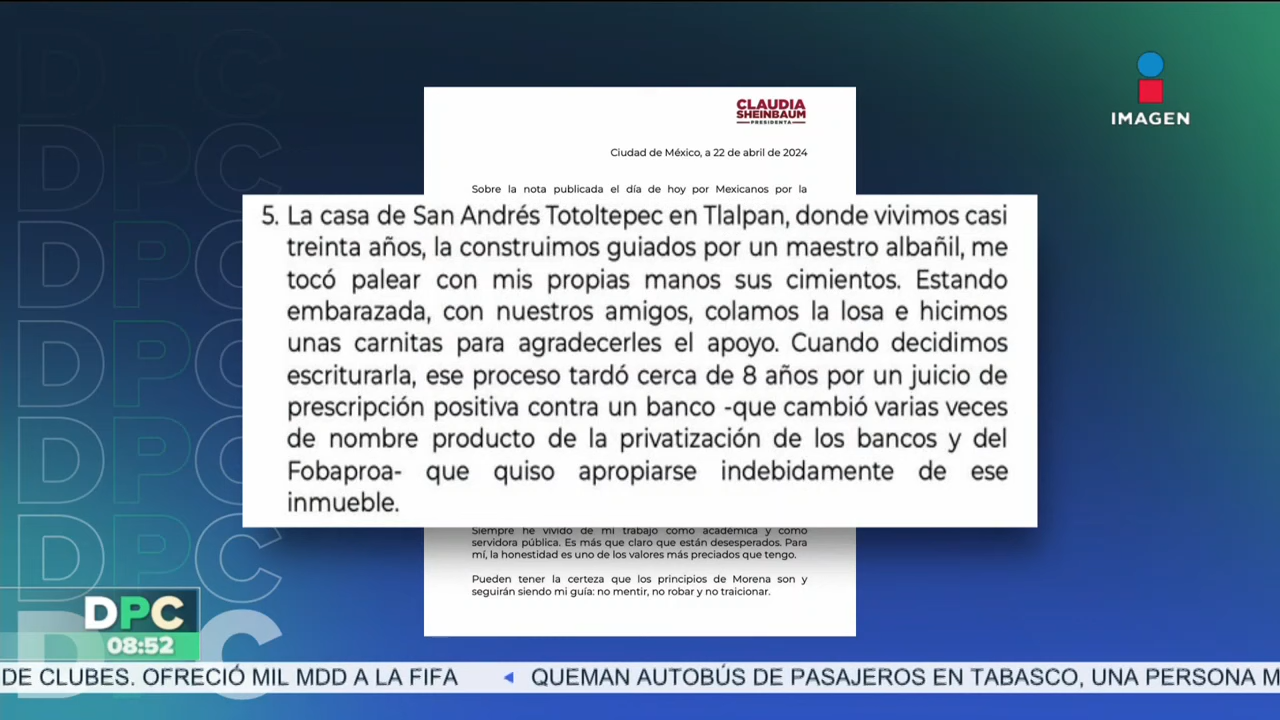 DPC
DPC
DPC
DPC
DPC
DPC
DPC
IMAGEN
CLAUDIA
SHEINBAUM
PRESIDENTA
Ciudad de México, a 22 de abril de 2024
Sobre la nota publicada el día de hoy por Mexicanos por la
5. La casa de San Andrés Totoltepec en Tlalpan, donde vivimos casi
treinta años, la construimos guiados por un maestro albañil, me
tocó palear con mis propias manos sus cimientos. Estando
embarazada, con nuestros amigos, colamos la losa e hicimos
unas carnitas para agradecerles el apoyo. Cuando decidimos
escriturarla, ese proceso tardó cerca de 8 años por un juicio de
prescripción positiva contra un banco -que cambió varias veces
de nombre producto de la privatización de los bancos y del
Fobaproa- que quiso apropiarse indebidamente de ese
inmueble.
Siempre he vivido de mi trabajo como académica y como
servidora pública. Es más que claro que están desesperados. Para
mí, la honestidad es uno de los valores más preciados que tengo.
Pueden tener la certeza que los principios de Morena son y
seguirán siendo mi guía: no mentir, no robar y no traicionar.
DPC
08:52
DE CLUBES. OFRECIÓ MIL MDD A LA FIFA
QUEMAN AUTOBÚS DE PASAJEROS EN TABASCO, UNA PERSONA M